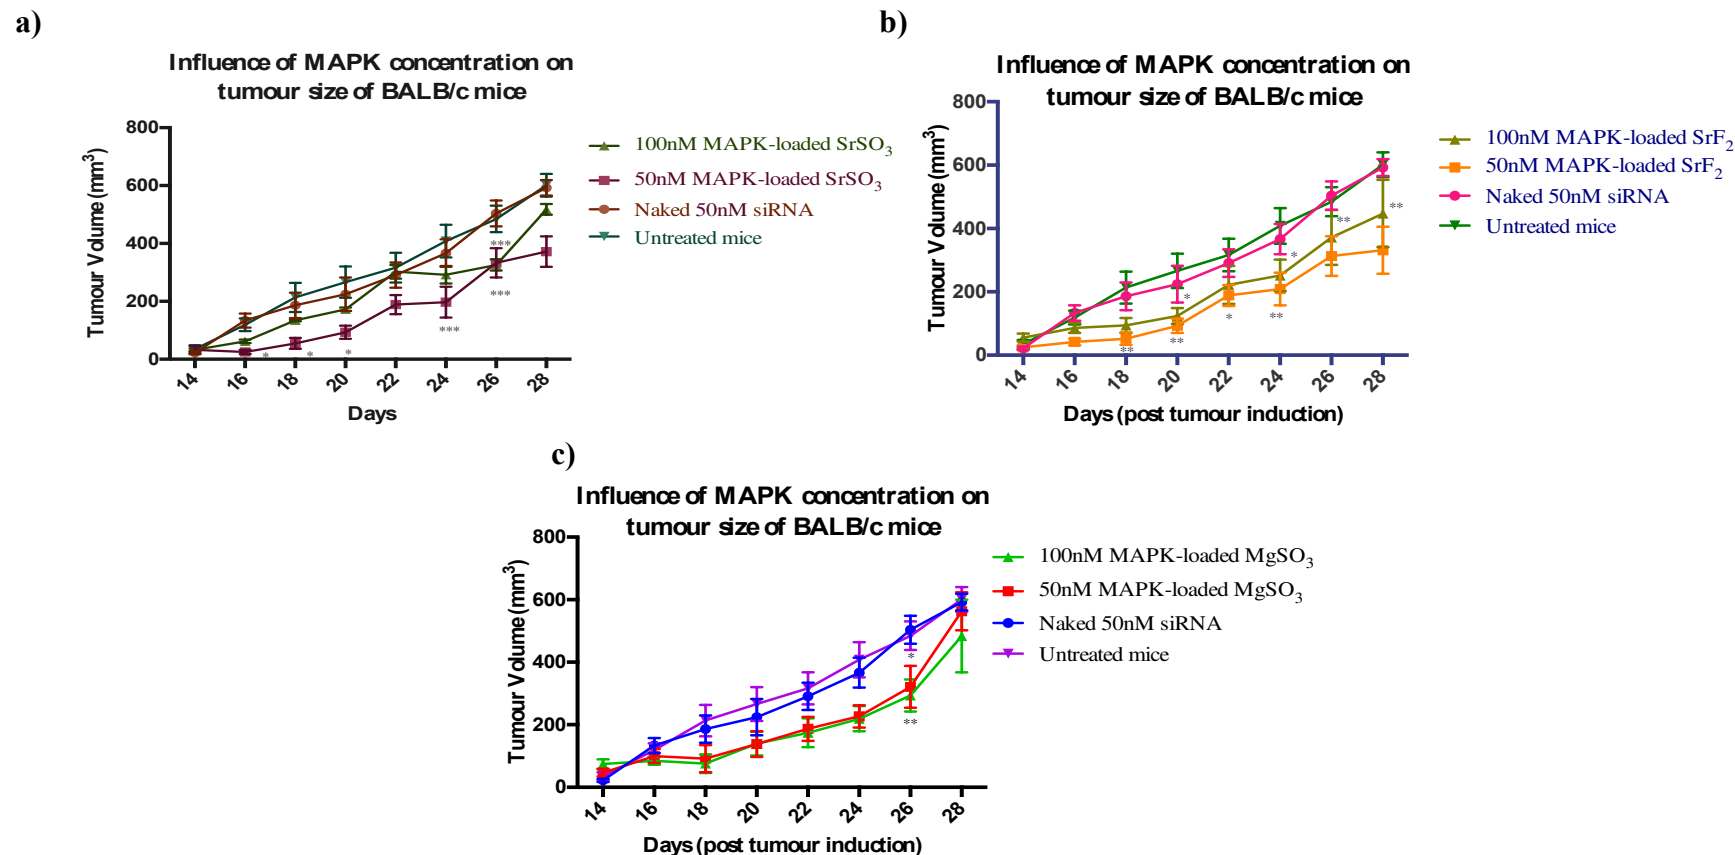 a)
Influence of MAPK concentration on
tumour size of BALB/c mice
Tumour Volume (mm³)
800
600
400
200
0
***
***
***
*
*
*
14 16 18 20 22 24 26 28
Days
100nM MAPK-loaded SrSO₃
50nM MAPK-loaded SrSO₃
Naked 50nM siRNA
Untreated mice
b)
Influence of MAPK concentration on
tumour size of BALB/c mice
Tumour Volume (mm³)
800
600
400
200
0
**
**
*
*
*
**
**
**
14 16 18 20 22 24 26 28
Days (post tumour induction)
100nM MAPK-loaded SrF₂
50nM MAPK-loaded SrF₂
Naked 50nM siRNA
Untreated mice
c)
Influence of MAPK concentration on
tumour size of BALB/c mice
Tumour Volume (mm³)
800
600
400
200
0
*
**
14 16 18 20 22 24 26 28
Days (post tumour induction)
100nM MAPK-loaded MgSO₃
50nM MAPK-loaded MgSO₃
Naked 50nM siRNA
Untreated mice